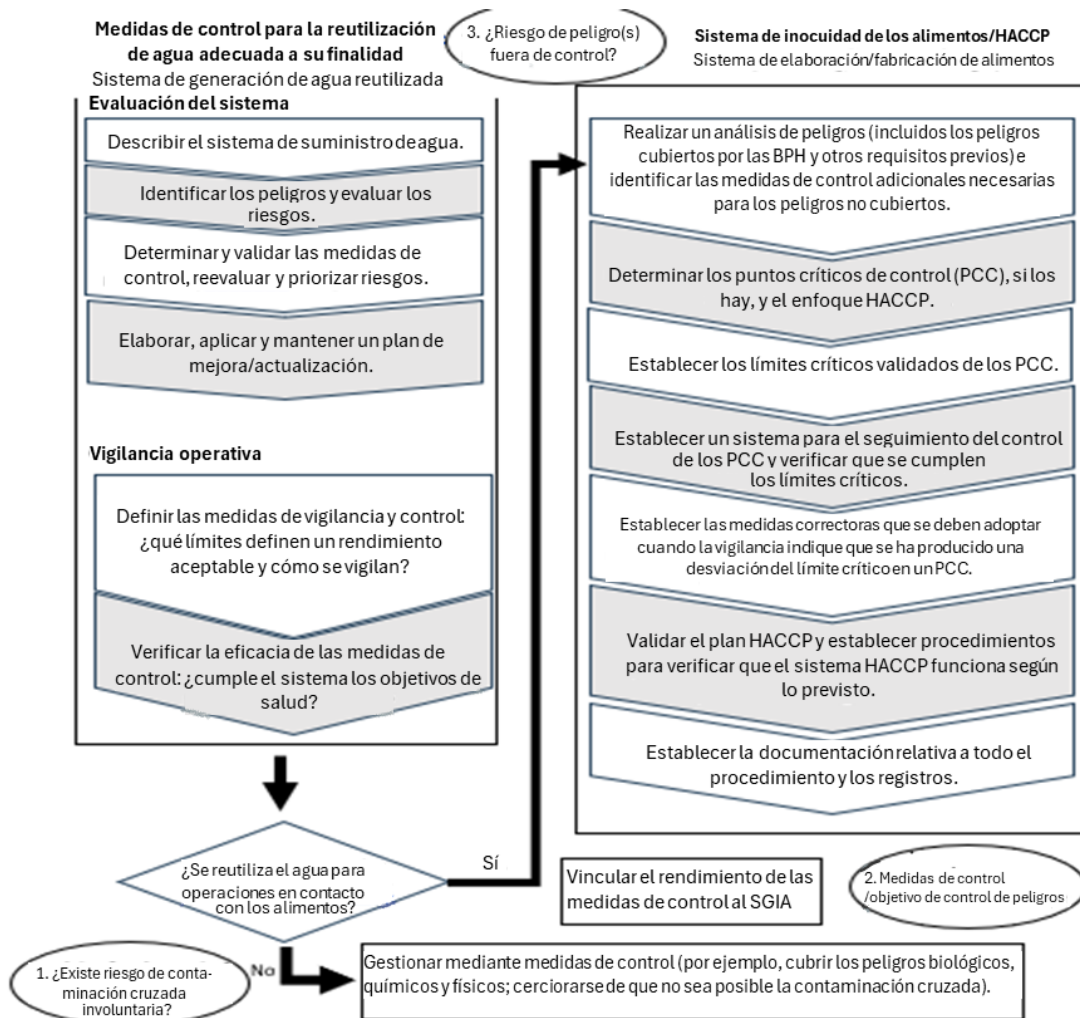 Medidas de control para la reutilización
de agua adecuada a su finalidad
Sistema de generación de agua reutilizada
Evaluación del sistema
Describir el sistema de suministro de agua.
Identificar los peligros y evaluar los
riesgos.
Determinar y validar las medidas de
control, reevaluar y priorizar riesgos.
Elaborar, aplicar y mantener un plan de
mejora/actualización.
Vigilancia operativa
Definir las medidas de vigilancia y control:
¿qué límites definen un rendimiento
aceptable y cómo se vigilan?
Verificar la eficacia de las medidas de
control: ¿cumple el sistema los objetivos de
salud?
¿Se reutiliza el agua para
operaciones en contacto
con los alimentos?
Sí
No
1. ¿Existe riesgo de conta-
minación cruzada
involuntaria?
Gestionar mediante medidas de control (por ejemplo, cubrir los peligros biológicos,
químicos y físicos; cerciorarse de que no sea posible la contaminación cruzada).
Vincular el rendimiento de las
medidas de control al SGIA
2. Medidas de control
/objetivo de control de peligros
3. ¿Riesgo de peligro(s)
fuera de control?
Sistema de inocuidad de los alimentos/HACCP
Sistema de elaboración/fabricación de alimentos
Realizar un análisis de peligros (incluidos los peligros
cubiertos por las BPH y otros requisitos previos) e
identificar las medidas de control adicionales necesarias
para los peligros no cubiertos.
Determinar los puntos críticos de control (PCC), si los
hay, y el enfoque HACCP.
Establecer los límites críticos validados de los PCC.
Establecer un sistema para el seguimiento del control
de los PCC y verificar que se cumplen
los límites críticos.
Establecer las medidas correctoras que se deben adoptar
cuando la vigilancia indique que se ha producido una
desviación del límite crítico en un PCC.
Validar el plan HACCP y establecer procedimientos
para verificar que el sistema HACCP funciona según
lo previsto.
Establecer la documentación relativa a todo el
procedimiento y los registros.